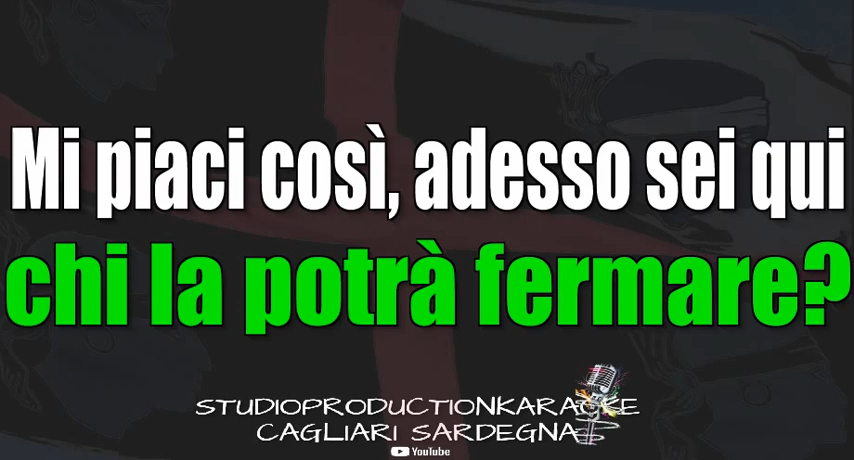 Mi piaci così, adesso sei qui
chi la potrà fermare?
STUDIOPRODUCTIONKARAOKE
CAGLIARI SARDEGNA
YouTube